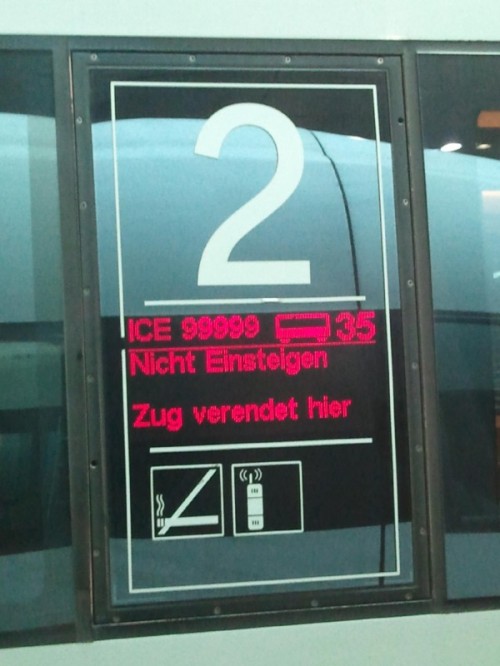 2
ICE 99999 35
Nicht Einsteigen
Zug verendet hier